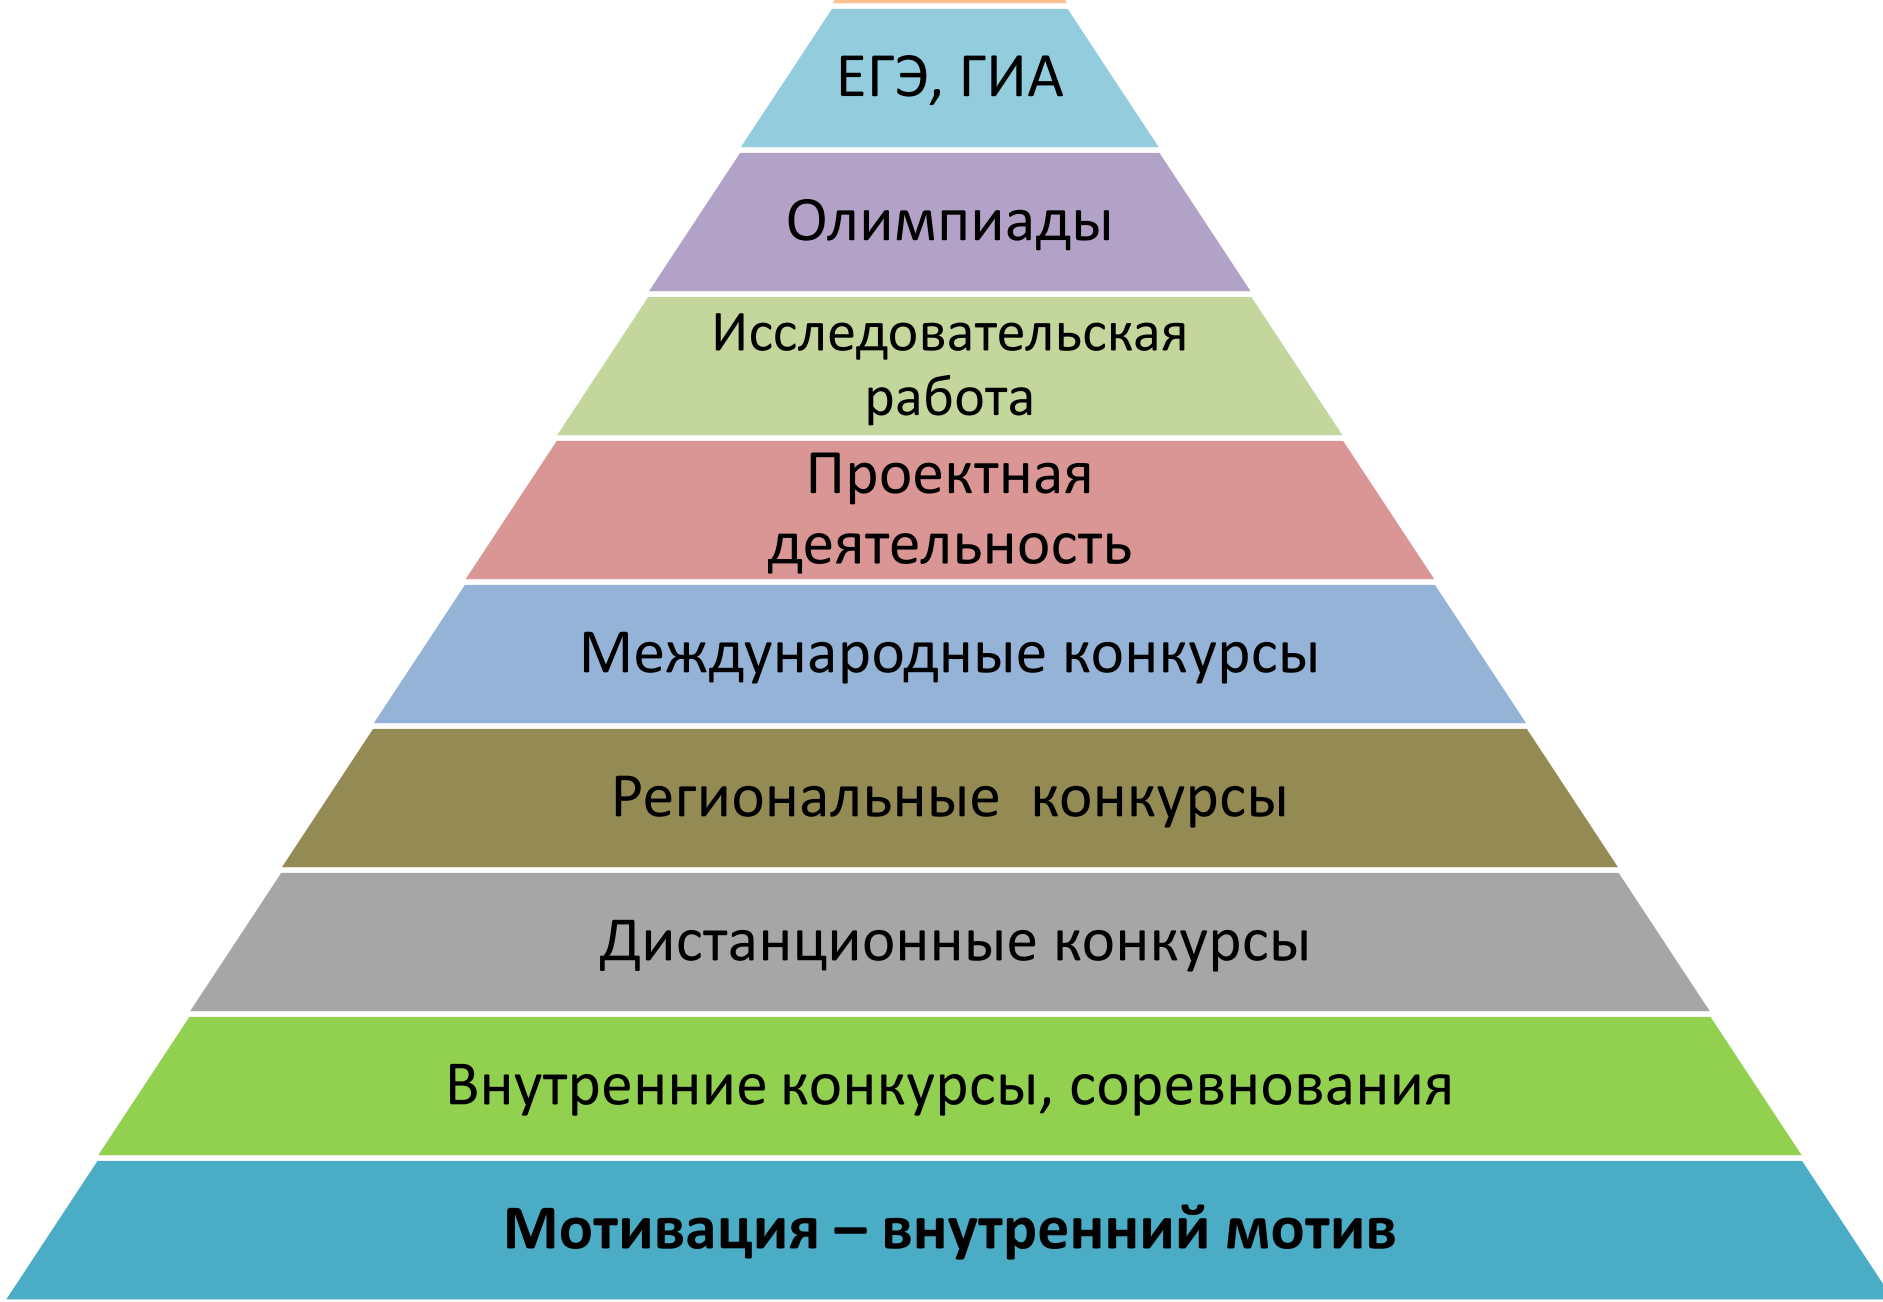 ЕГЭ, ГИА
Олимпиады
Исследовательская
работа
Проектная
деятельность
Международные конкурсы
Региональные  конкурсы
Дистанционные конкурсы
Внутренние конкурсы, соревнования
Мотивация – внутренний мотив